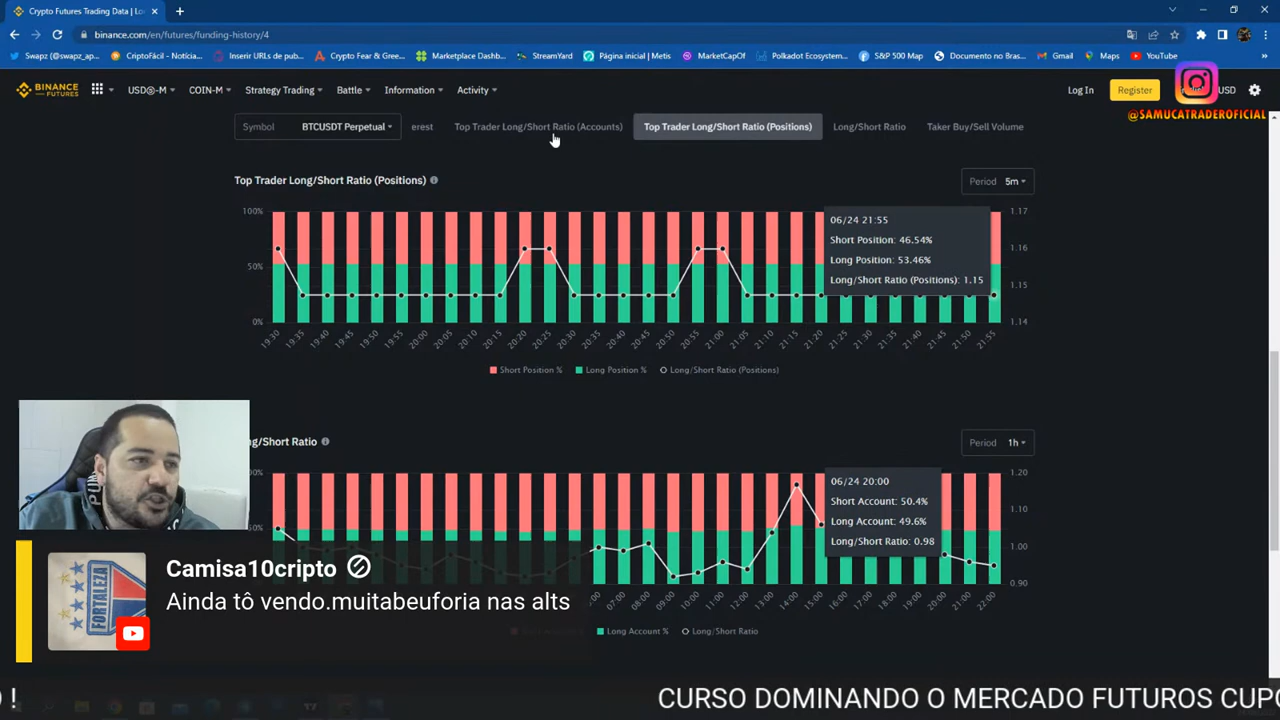 Crypto Futures Trading Data | Lo
binance.com/en/futures/funding-history/4
Swapz (@swapz_ap... CriptoFácil - Notícia... Inserir URLs de pub... Crypto Fear & Gree... Marketplace Dashb... StreamYard Página inicial | Metis MarketCapOf Polkadot Ecosystem... S&P 500 Map Documento no Bras... Gmail Maps YouTube
BINANCE FUTURES USDⓈ-M COIN-M Strategy Trading Battle Information Activity Log In Register USD
@SAMUCATRADEROFICIAL
Symbol BTCUSDT Perpetual erest Top Trader Long/Short Ratio (Accounts) Top Trader Long/Short Ratio (Positions) Long/Short Ratio Taker Buy/Sell Volume
Top Trader Long/Short Ratio (Positions) Period 5m
100% 1.17
50% 1.16
1.15
0% 1.14
06/24 21:55
Short Position: 46.54%
Long Position: 53.46%
Long/Short Ratio (Positions): 1.15
19:30 19:35 19:40 19:45 19:50 19:55 20:00 20:05 20:10 20:15 20:20 20:25 20:30 20:35 20:40 20:45 20:50 20:55 21:00 21:05 21:10 21:15 21:20 21:25 21:30 21:35 21:40 21:45 21:50 21:55
Short Position % Long Position % Long/Short Ratio (Positions)
g/Short Ratio Period 1h
1.20
1.10
1.00
0.90
06/24 20:00
Short Account: 50.4%
Long Account: 49.6%
Long/Short Ratio: 0.98
07:00 08:00 09:00 10:00 11:00 12:00 13:00 14:00 15:00 16:00 17:00 18:00 19:00 20:00 21:00 22:00
Long Account % Long/Short Ratio
FORTALEZA
Camisa10cripto
Ainda tô vendo.muitabeuforia nas alts
O ! CURSO DOMINANDO O MERCADO FUTUROS CUPO